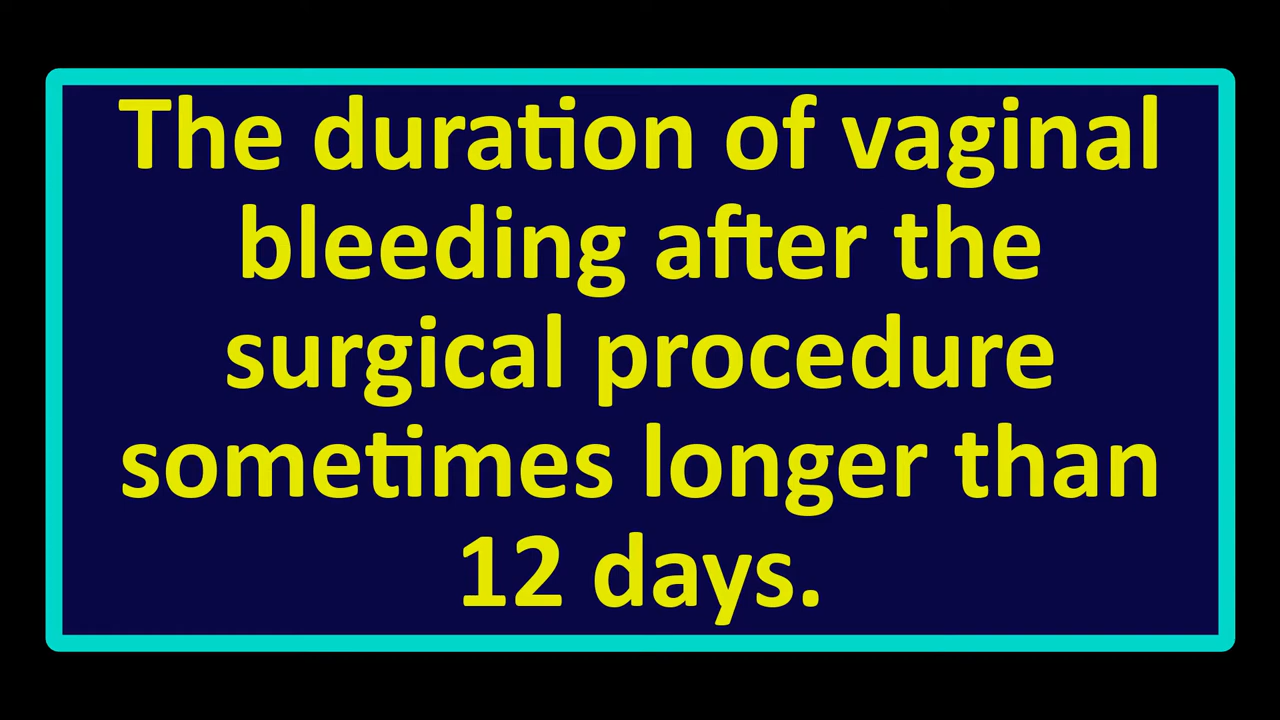 The duration of vaginal
bleeding after the
surgical procedure
sometimes longer than
12 days.